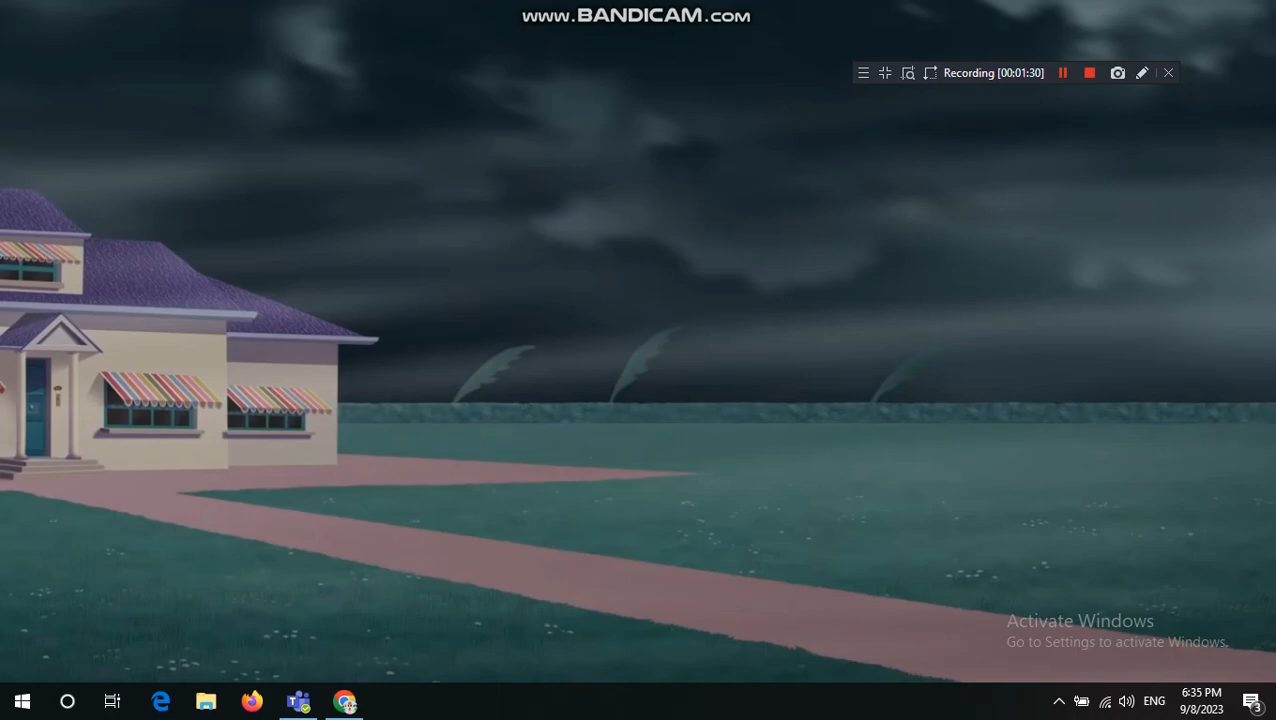 www.BANDICAM.com
Recording [00:01:30]
Activate Windows
Go to Settings to activate Windows.
ENG
6:35 PM
9/8/2023
3